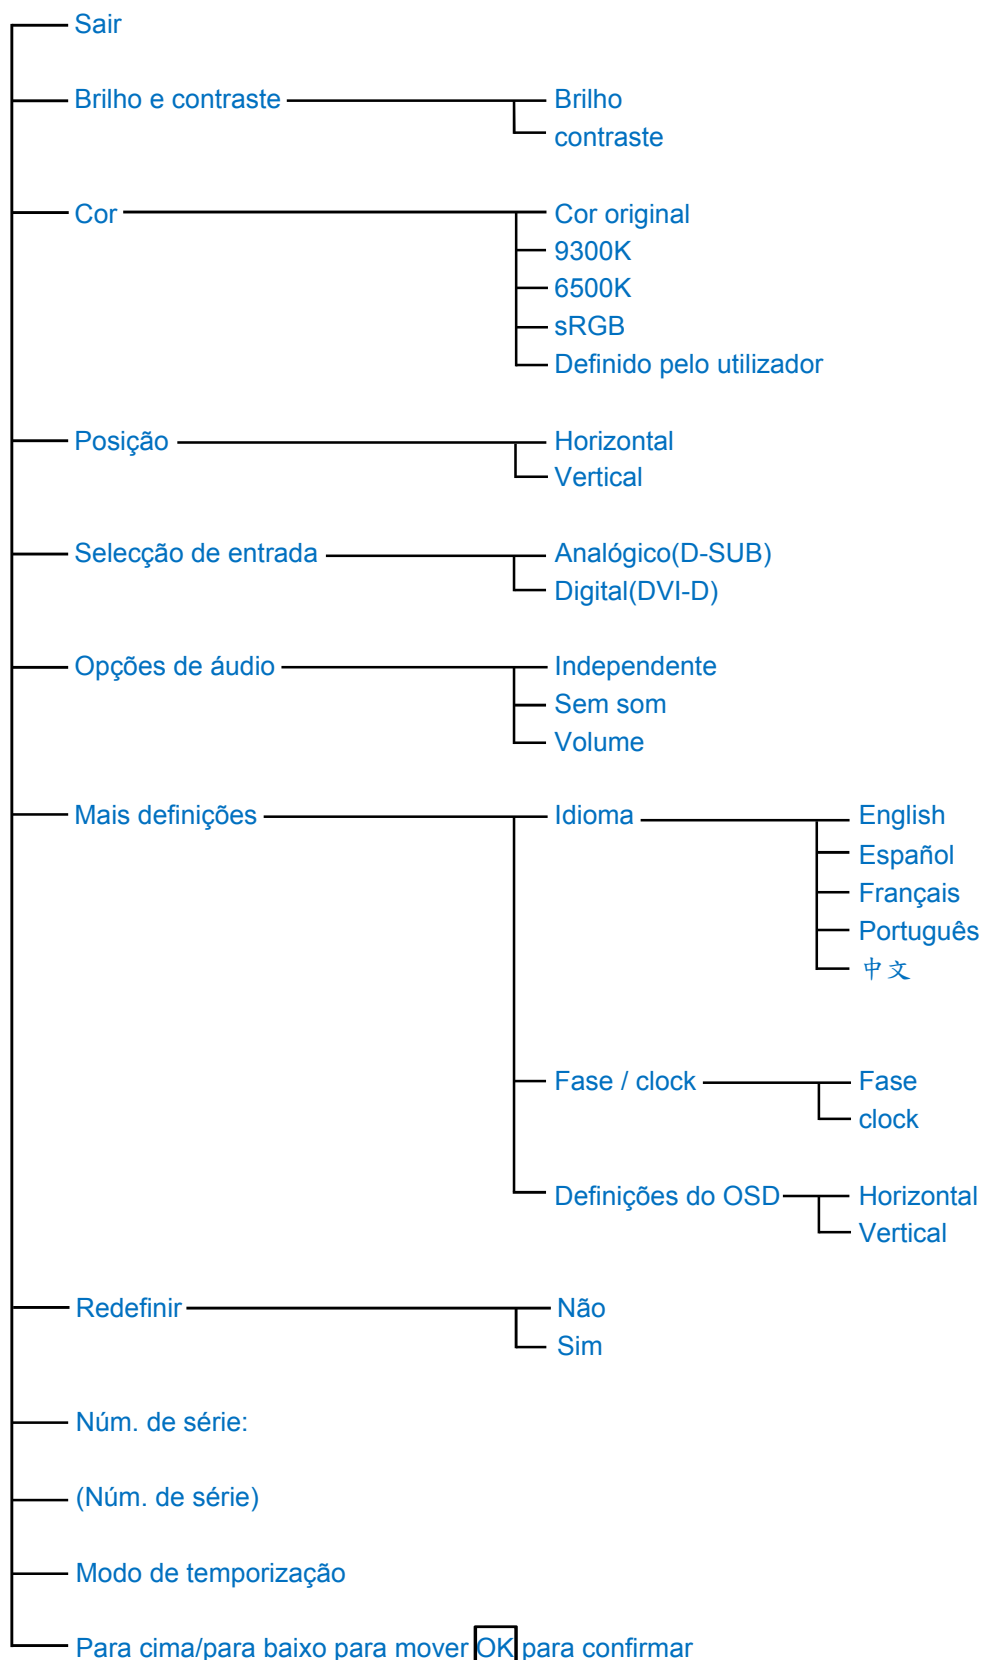 Sair
Brilho e contraste Brilho
contraste
Cor Cor original
9300K
6500K
sRGB
Definido pelo utilizador
Posição Horizontal
Vertical
Selecção de entrada Analógico(D-SUB)
Digital(DVI-D)
Opções de áudio Independente
Sem som
Volume
Mais definições Idioma English
Español
Français
Português
中文
Fase / clock Fase
clock
Definições do OSD Horizontal
Vertical
Redefinir Não
Sim
Núm. de série:
(Núm. de série)
Modo de temporização
Para cima/para baixo para mover OK para confirmar